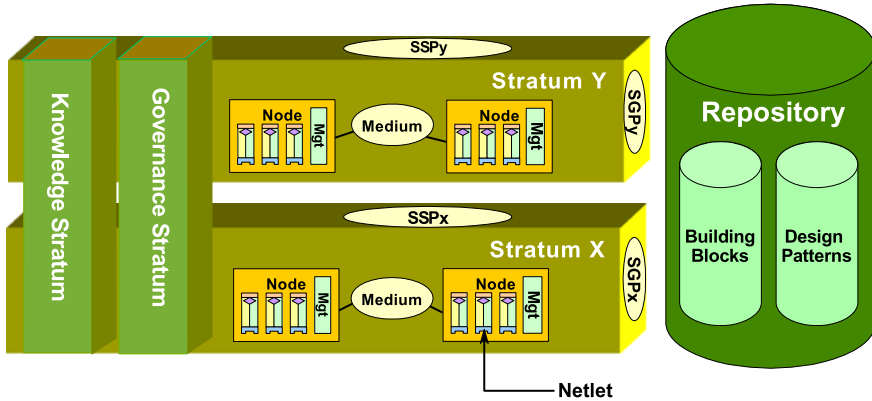 SSPy
Stratum Y
SGPy
Node
Mgt
Medium
Node
Mgt
Knowledge Stratum
Governance Stratum
SSPx
Stratum X
SGPx
Node
Mgt
Medium
Node
Mgt
Netlet
Repository
Building
Blocks
Design
Patterns